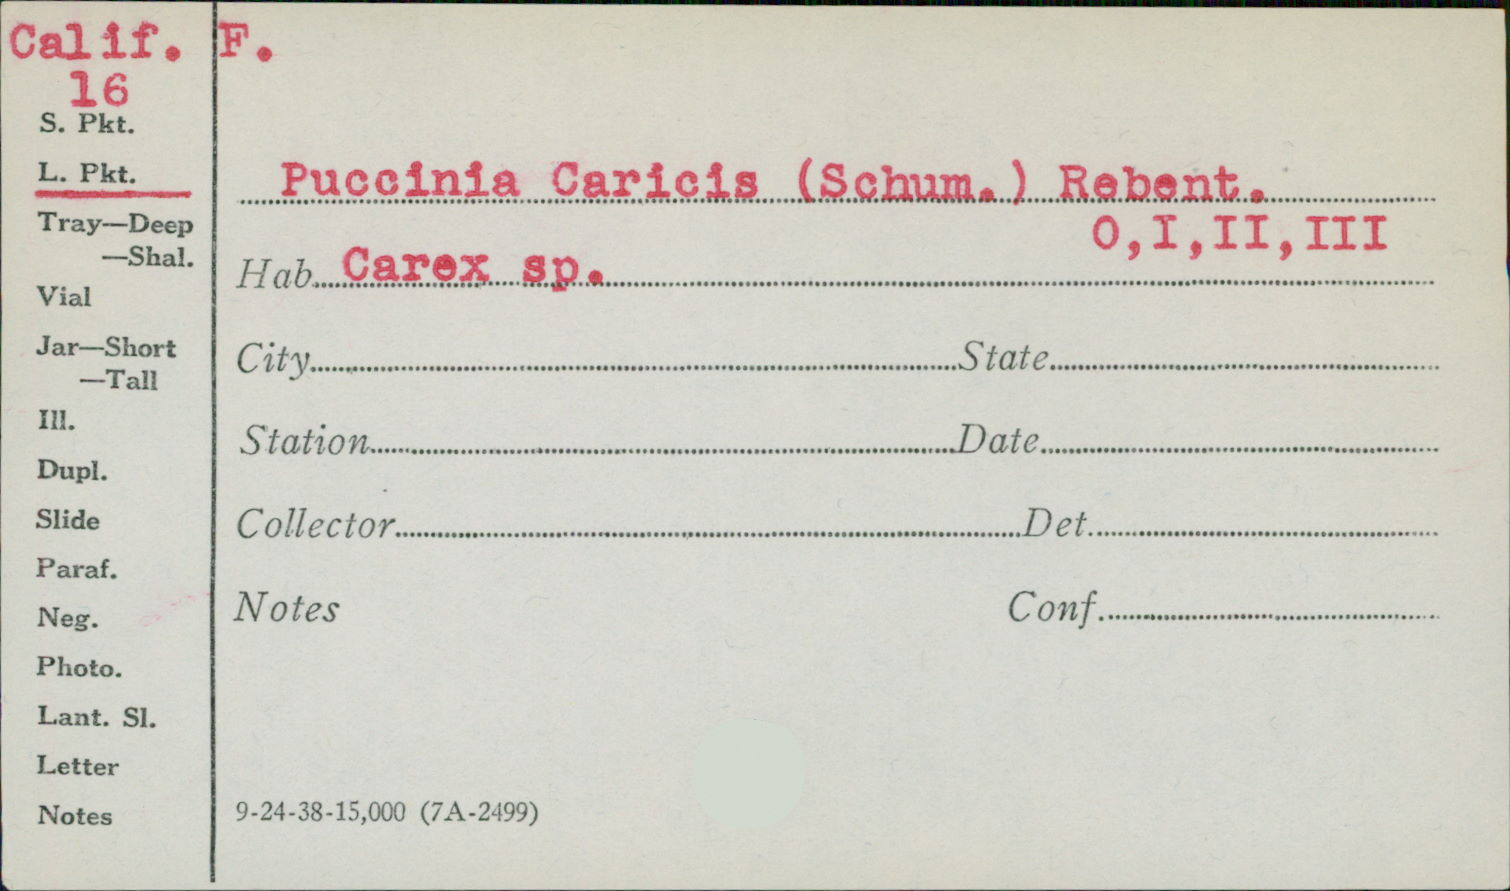 Calif.
16
S. Pkt.
L. Pkt.
Tray—Deep
—Shal.
Vial
Jar—Short
—Tall
Ill.
Dupl.
Slide
Paraf.
Neg.
Photo.
Lant. Sl.
Letter
Notes
F.
Puccinia Caricis (Schum.) Rebent.
O,I,II,III
Hab. Carex sp.
City State
Station Date
Collector Det.
Notes Conf.
9-24-38-15,000 (7A-2499)